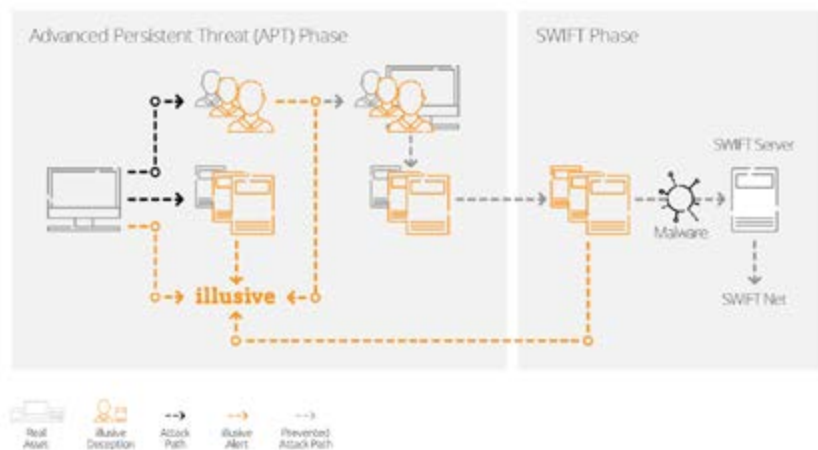 Advanced Persistent Threat (APT) Phase
SWIFT Phase
SWIFT Server
Malware
illusive
SWIFT Net
Real
Asset
illusive
Deception
Attack
Path
illusive
Alert
Prevented
Attack Path